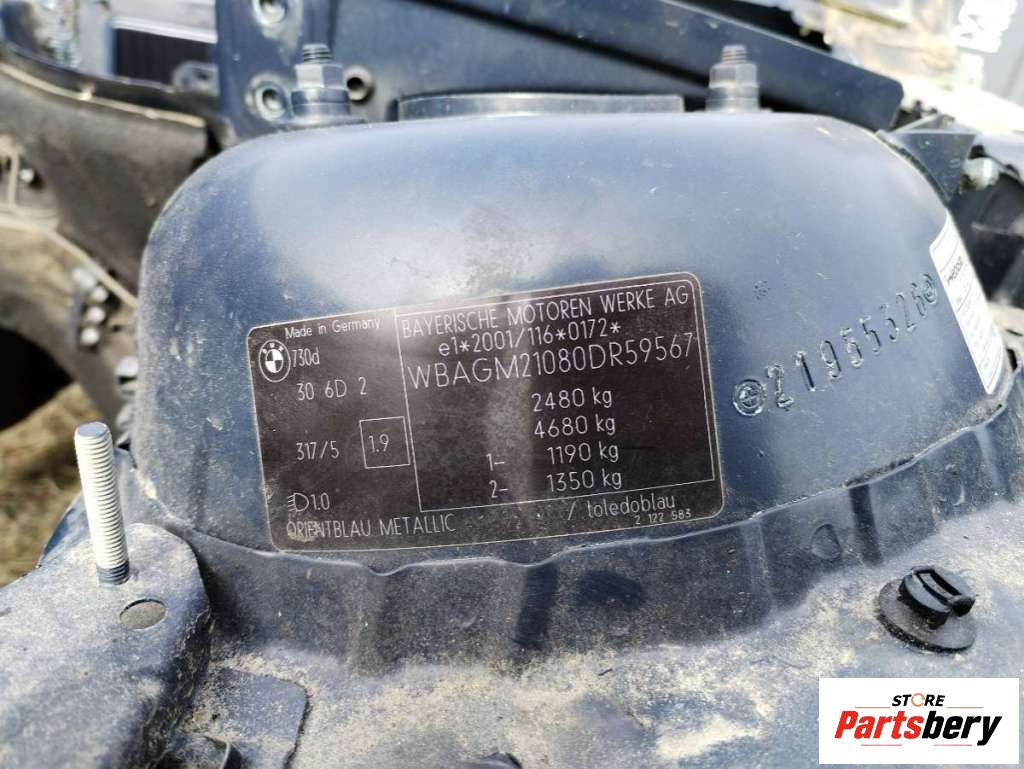 Made in Germany
730d
30 6D 2
317/5
1.9
D1.0
ORIENTBLAU METALLIC
BAYERISCHE MOTOREN WERKE AG
e1*2001/116*0172*
WBAGM21080DR59567
2480 kg
4680 kg
1- 1190 kg
2- 1350 kg
/ toledoblau
2 122 583
21955326
STORE
Partsbery